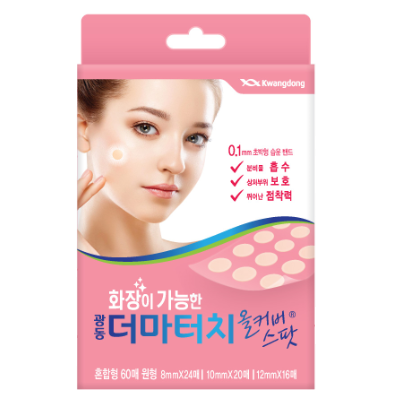 Kwangdong
0.1mm 초박형 습윤 밴드
분비물 흡수
상처부위 보호
뛰어난 점착력
화장이 가능한
광동 더마터치 올커버스팟®
혼합형 60매 원형 8mmX24매 | 10mmX20매 | 12mmX16매